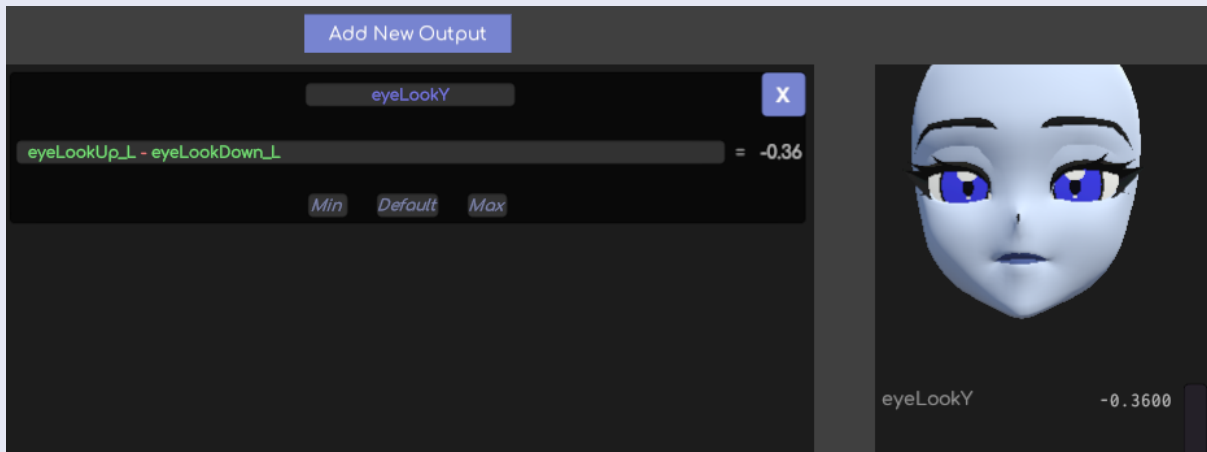 Add New Output
eyeLookY
X
eyeLookUp_L - eyeLookDown_L = -0.36
Min Default Max
eyeLookY -0.3600